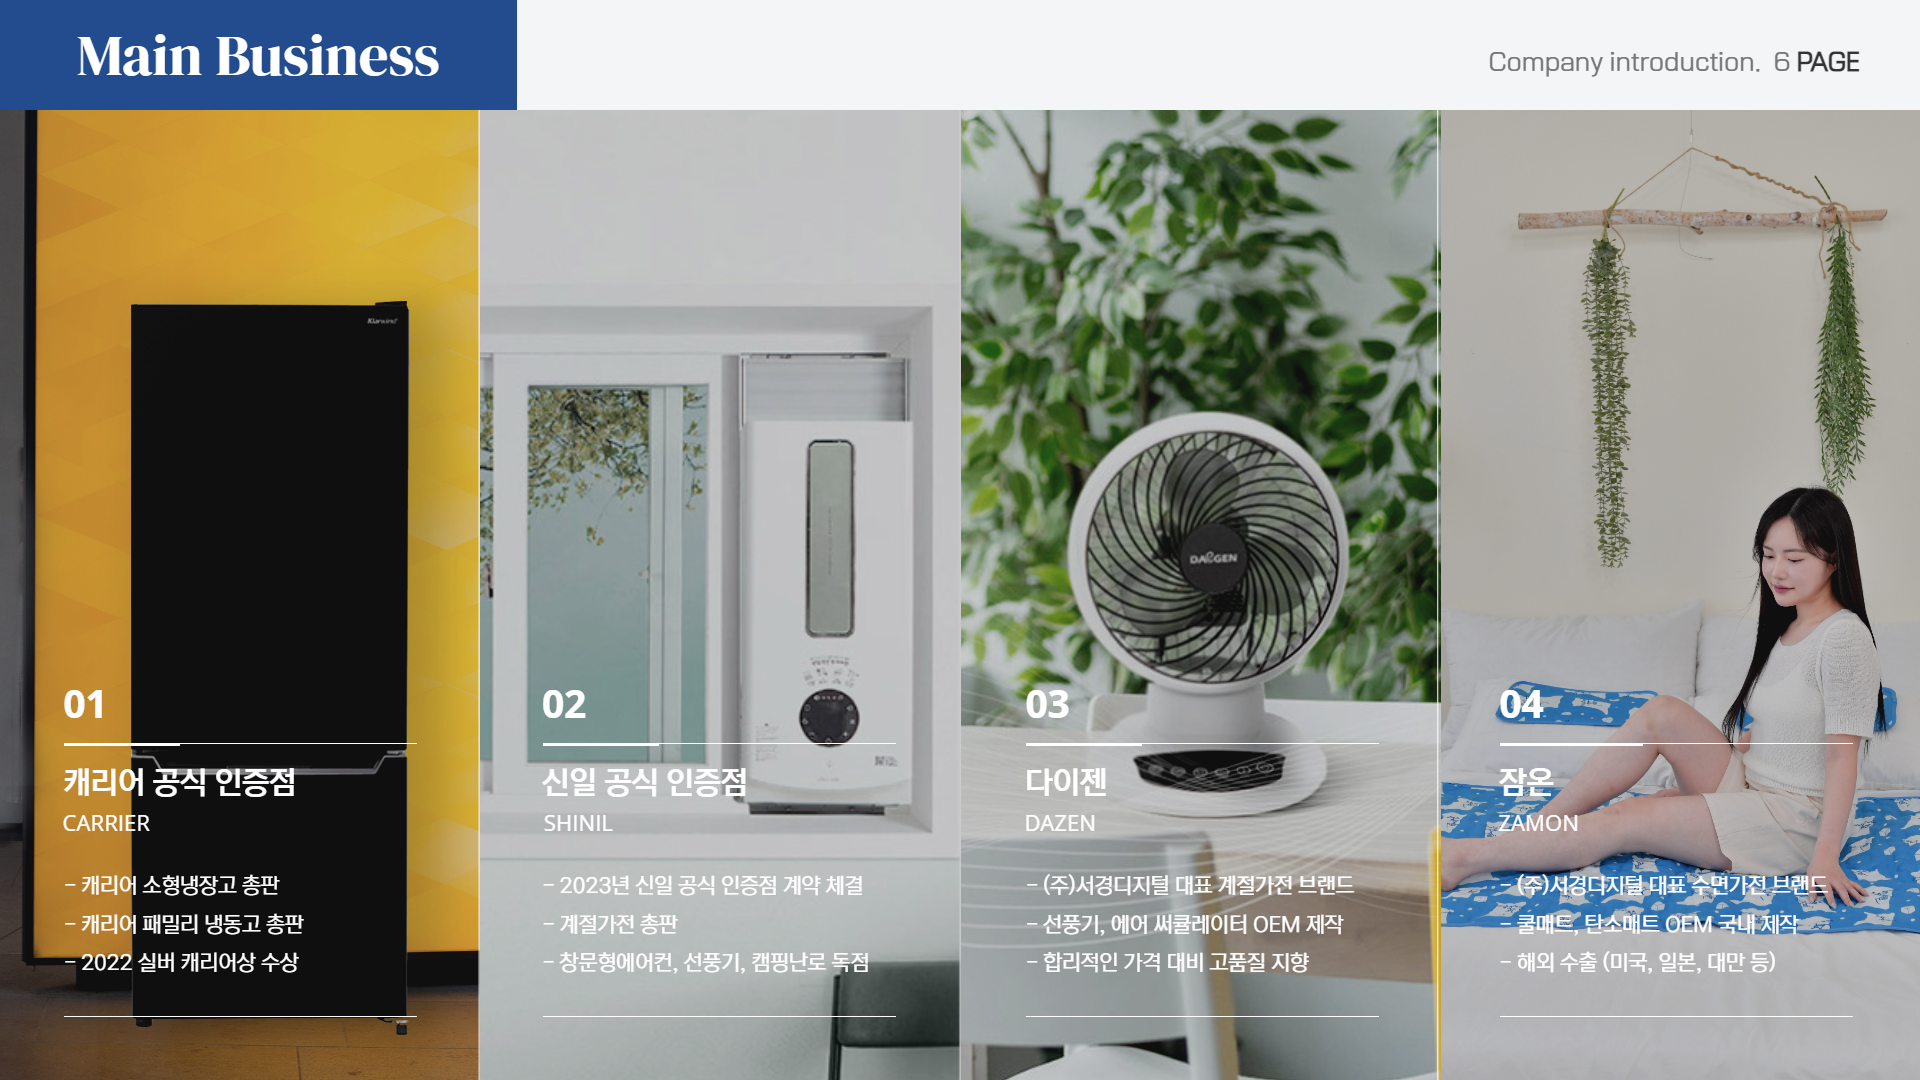 Main Business
Company introduction. 6 PAGE
Klarwind
DAZGEN
01
캐리어 공식 인증점
CARRIER
- 캐리어 소형냉장고 총판
- 캐리어 패밀리 냉동고 총판
- 2022 실버 캐리어상 수상
02
신일 공식 인증점
SHINIL
- 2023년 신일 공식 인증점 계약 체결
- 계절가전 총판
- 창문형에어컨, 선풍기, 캠핑난로 독점
03
다이젠
DAZEN
- (주)서경디지털 대표 계절가전 브랜드
- 선풍기, 에어 써큘레이터 OEM 제작
- 합리적인 가격 대비 고품질 지향
04
잠온
ZAMON
- (주)서경디지털 대표 수면가전 브랜드
- 쿨매트, 탄소매트 OEM 국내 제작
- 해외 수출 (미국, 일본, 대만 등)